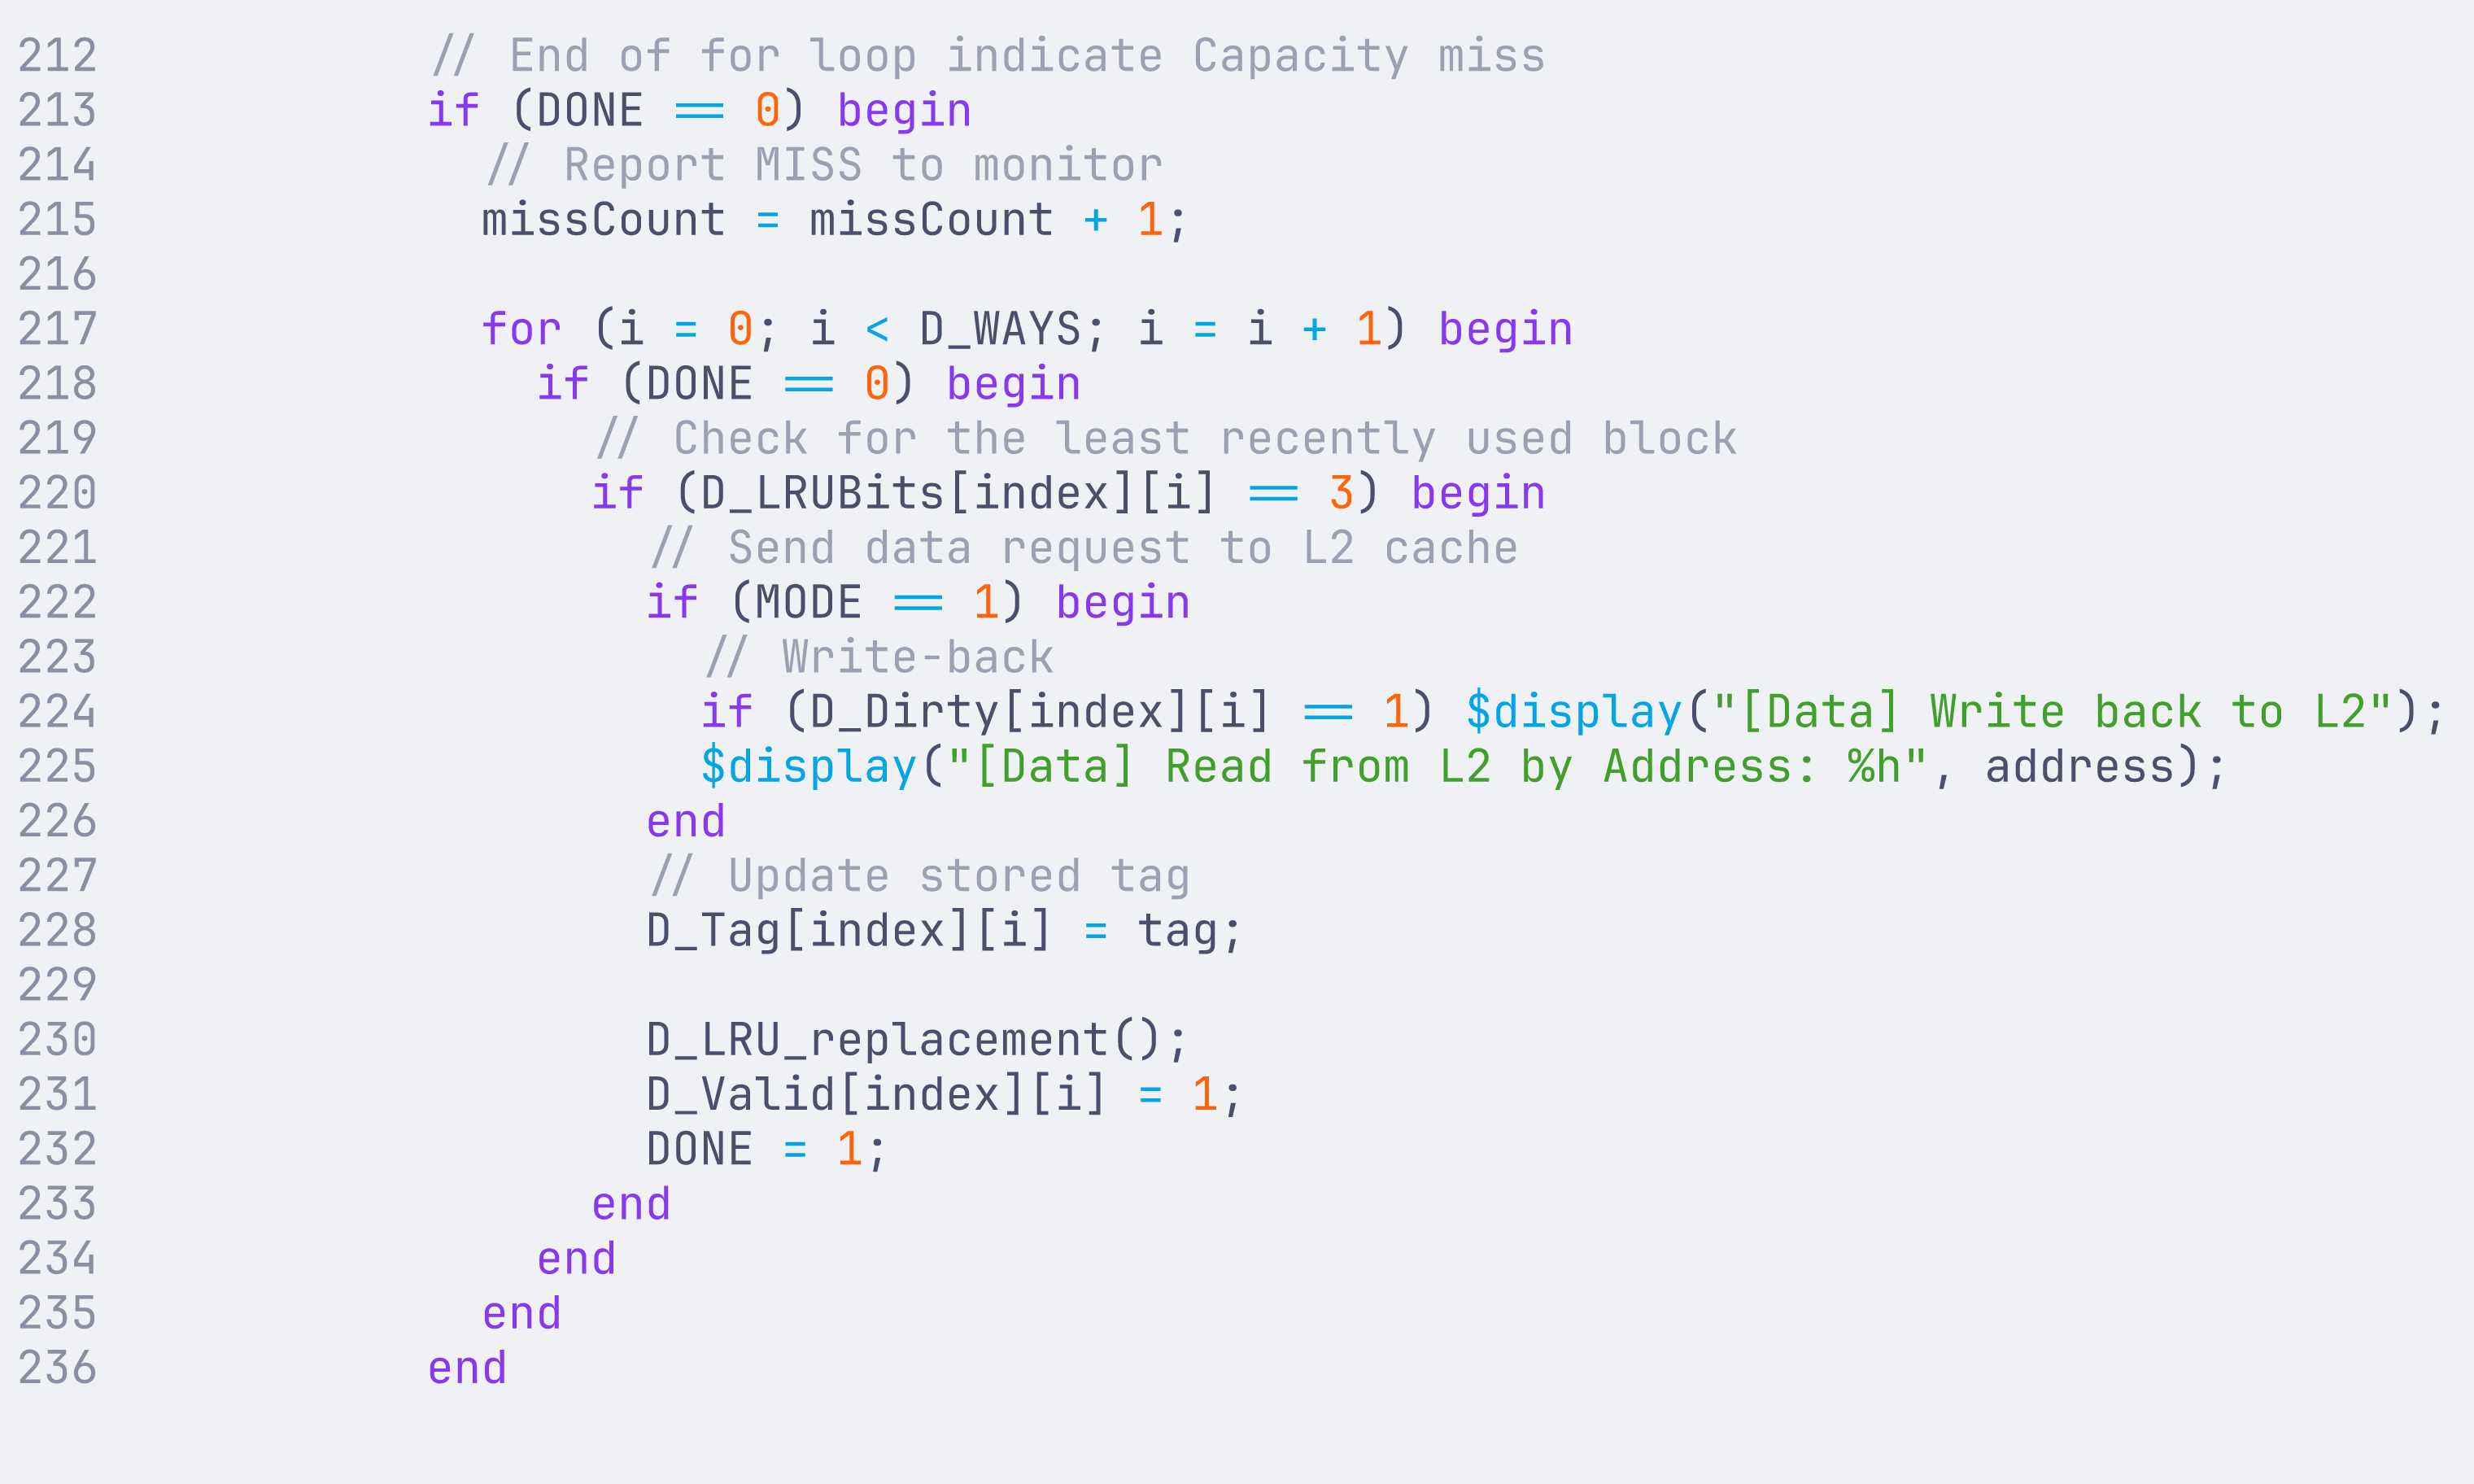 212 // End of for loop indicate Capacity miss
213 if (DONE == 0) begin
214 // Report MISS to monitor
215 missCount = missCount + 1;
216
217 for (i = 0; i < D_WAYS; i = i + 1) begin
218 if (DONE == 0) begin
219 // Check for the least recently used block
220 if (D_LRUBits[index][i] == 3) begin
221 // Send data request to L2 cache
222 if (MODE == 1) begin
223 // Write-back
224 if (D_Dirty[index][i] == 1) $display("[Data] Write back to L2");
225 $display("[Data] Read from L2 by Address: %h", address);
226 end
227 // Update stored tag
228 D_Tag[index][i] = tag;
229
230 D_LRU_replacement();
231 D_Valid[index][i] = 1;
232 DONE = 1;
233 end
234 end
235 end
236 end